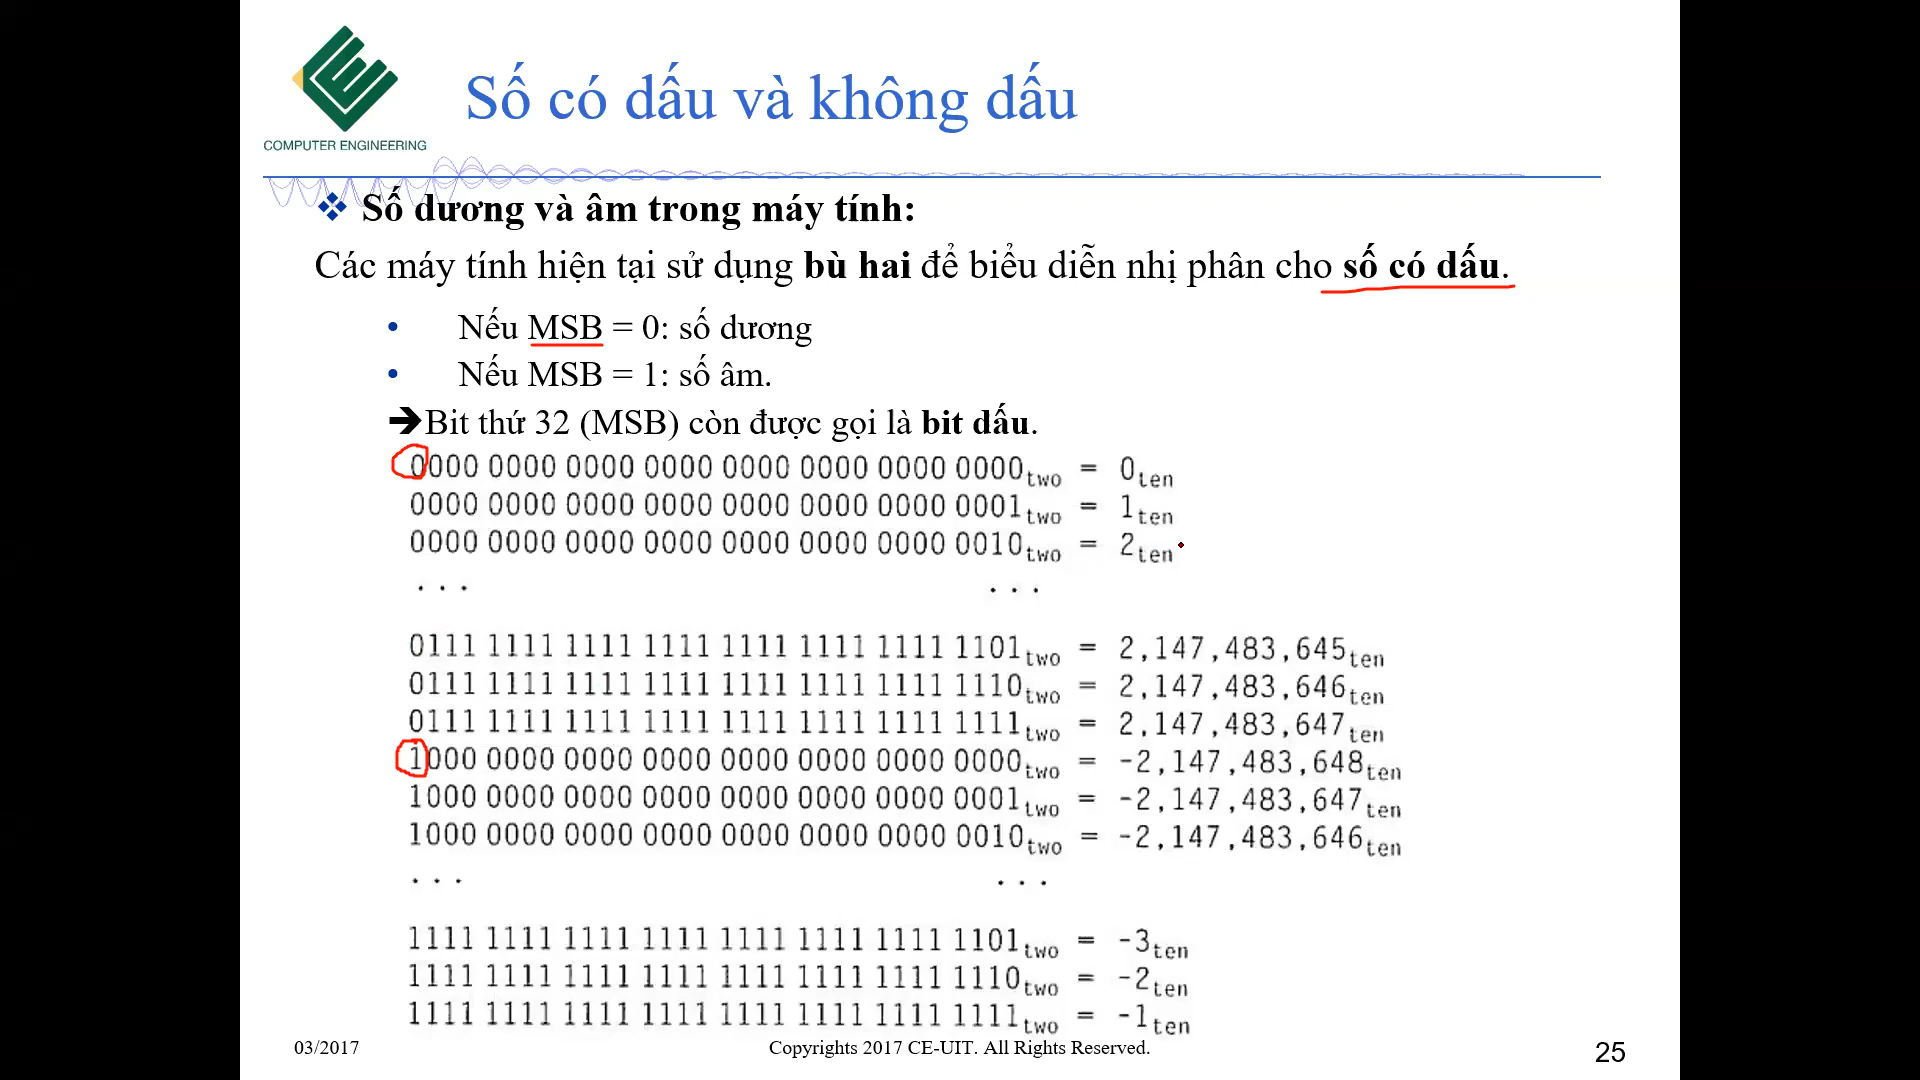 COMPUTER ENGINEERING
Số có dấu và không dấu
Số dương và âm trong máy tính:
Các máy tính hiện tại sử dụng bù hai để biểu diễn nhị phân cho số có dấu.
• Nếu MSB = 0: số dương
• Nếu MSB = 1: số âm.
➔Bit thứ 32 (MSB) còn được gọi là bit dấu.
0000 0000 0000 0000 0000 0000 0000 0000two = 0ten
0000 0000 0000 0000 0000 0000 0000 0001two = 1ten
0000 0000 0000 0000 0000 0000 0000 0010two = 2ten
... ...
0111 1111 1111 1111 1111 1111 1111 1101two = 2,147,483,645ten
0111 1111 1111 1111 1111 1111 1111 1110two = 2,147,483,646ten
0111 1111 1111 1111 1111 1111 1111 1111two = 2,147,483,647ten
1000 0000 0000 0000 0000 0000 0000 0000two = -2,147,483,648ten
1000 0000 0000 0000 0000 0000 0000 0001two = -2,147,483,647ten
1000 0000 0000 0000 0000 0000 0000 0010two = -2,147,483,646ten
... ...
1111 1111 1111 1111 1111 1111 1111 1101two = -3ten
1111 1111 1111 1111 1111 1111 1111 1110two = -2ten
1111 1111 1111 1111 1111 1111 1111 1111two = -1ten
03/2017 Copyrights 2017 CE-UIT. All Rights Reserved. 25